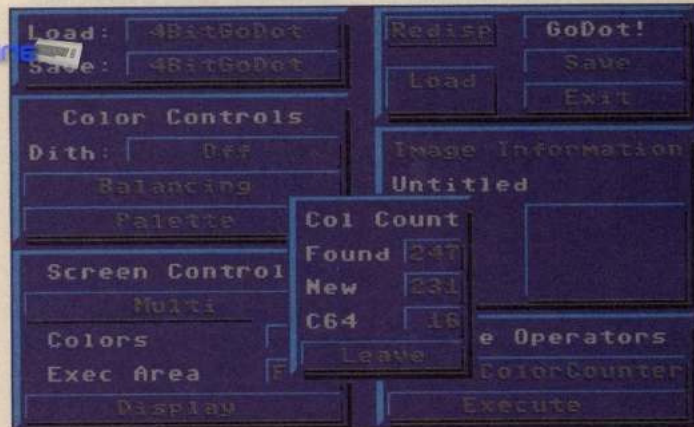 Load: 4BitGoDot
Save: 4BitGoDot
Color Controls
Dith: Off
Balancing
Palette
Screen Control
Multi
Colors
Exec Area
Display
Redisp GoDot!
Load Save
Exit
Image Information
Untitled
Col Count
Found 247
New 231
C64 16
Leave
e Operators
ColorCounter
Execute